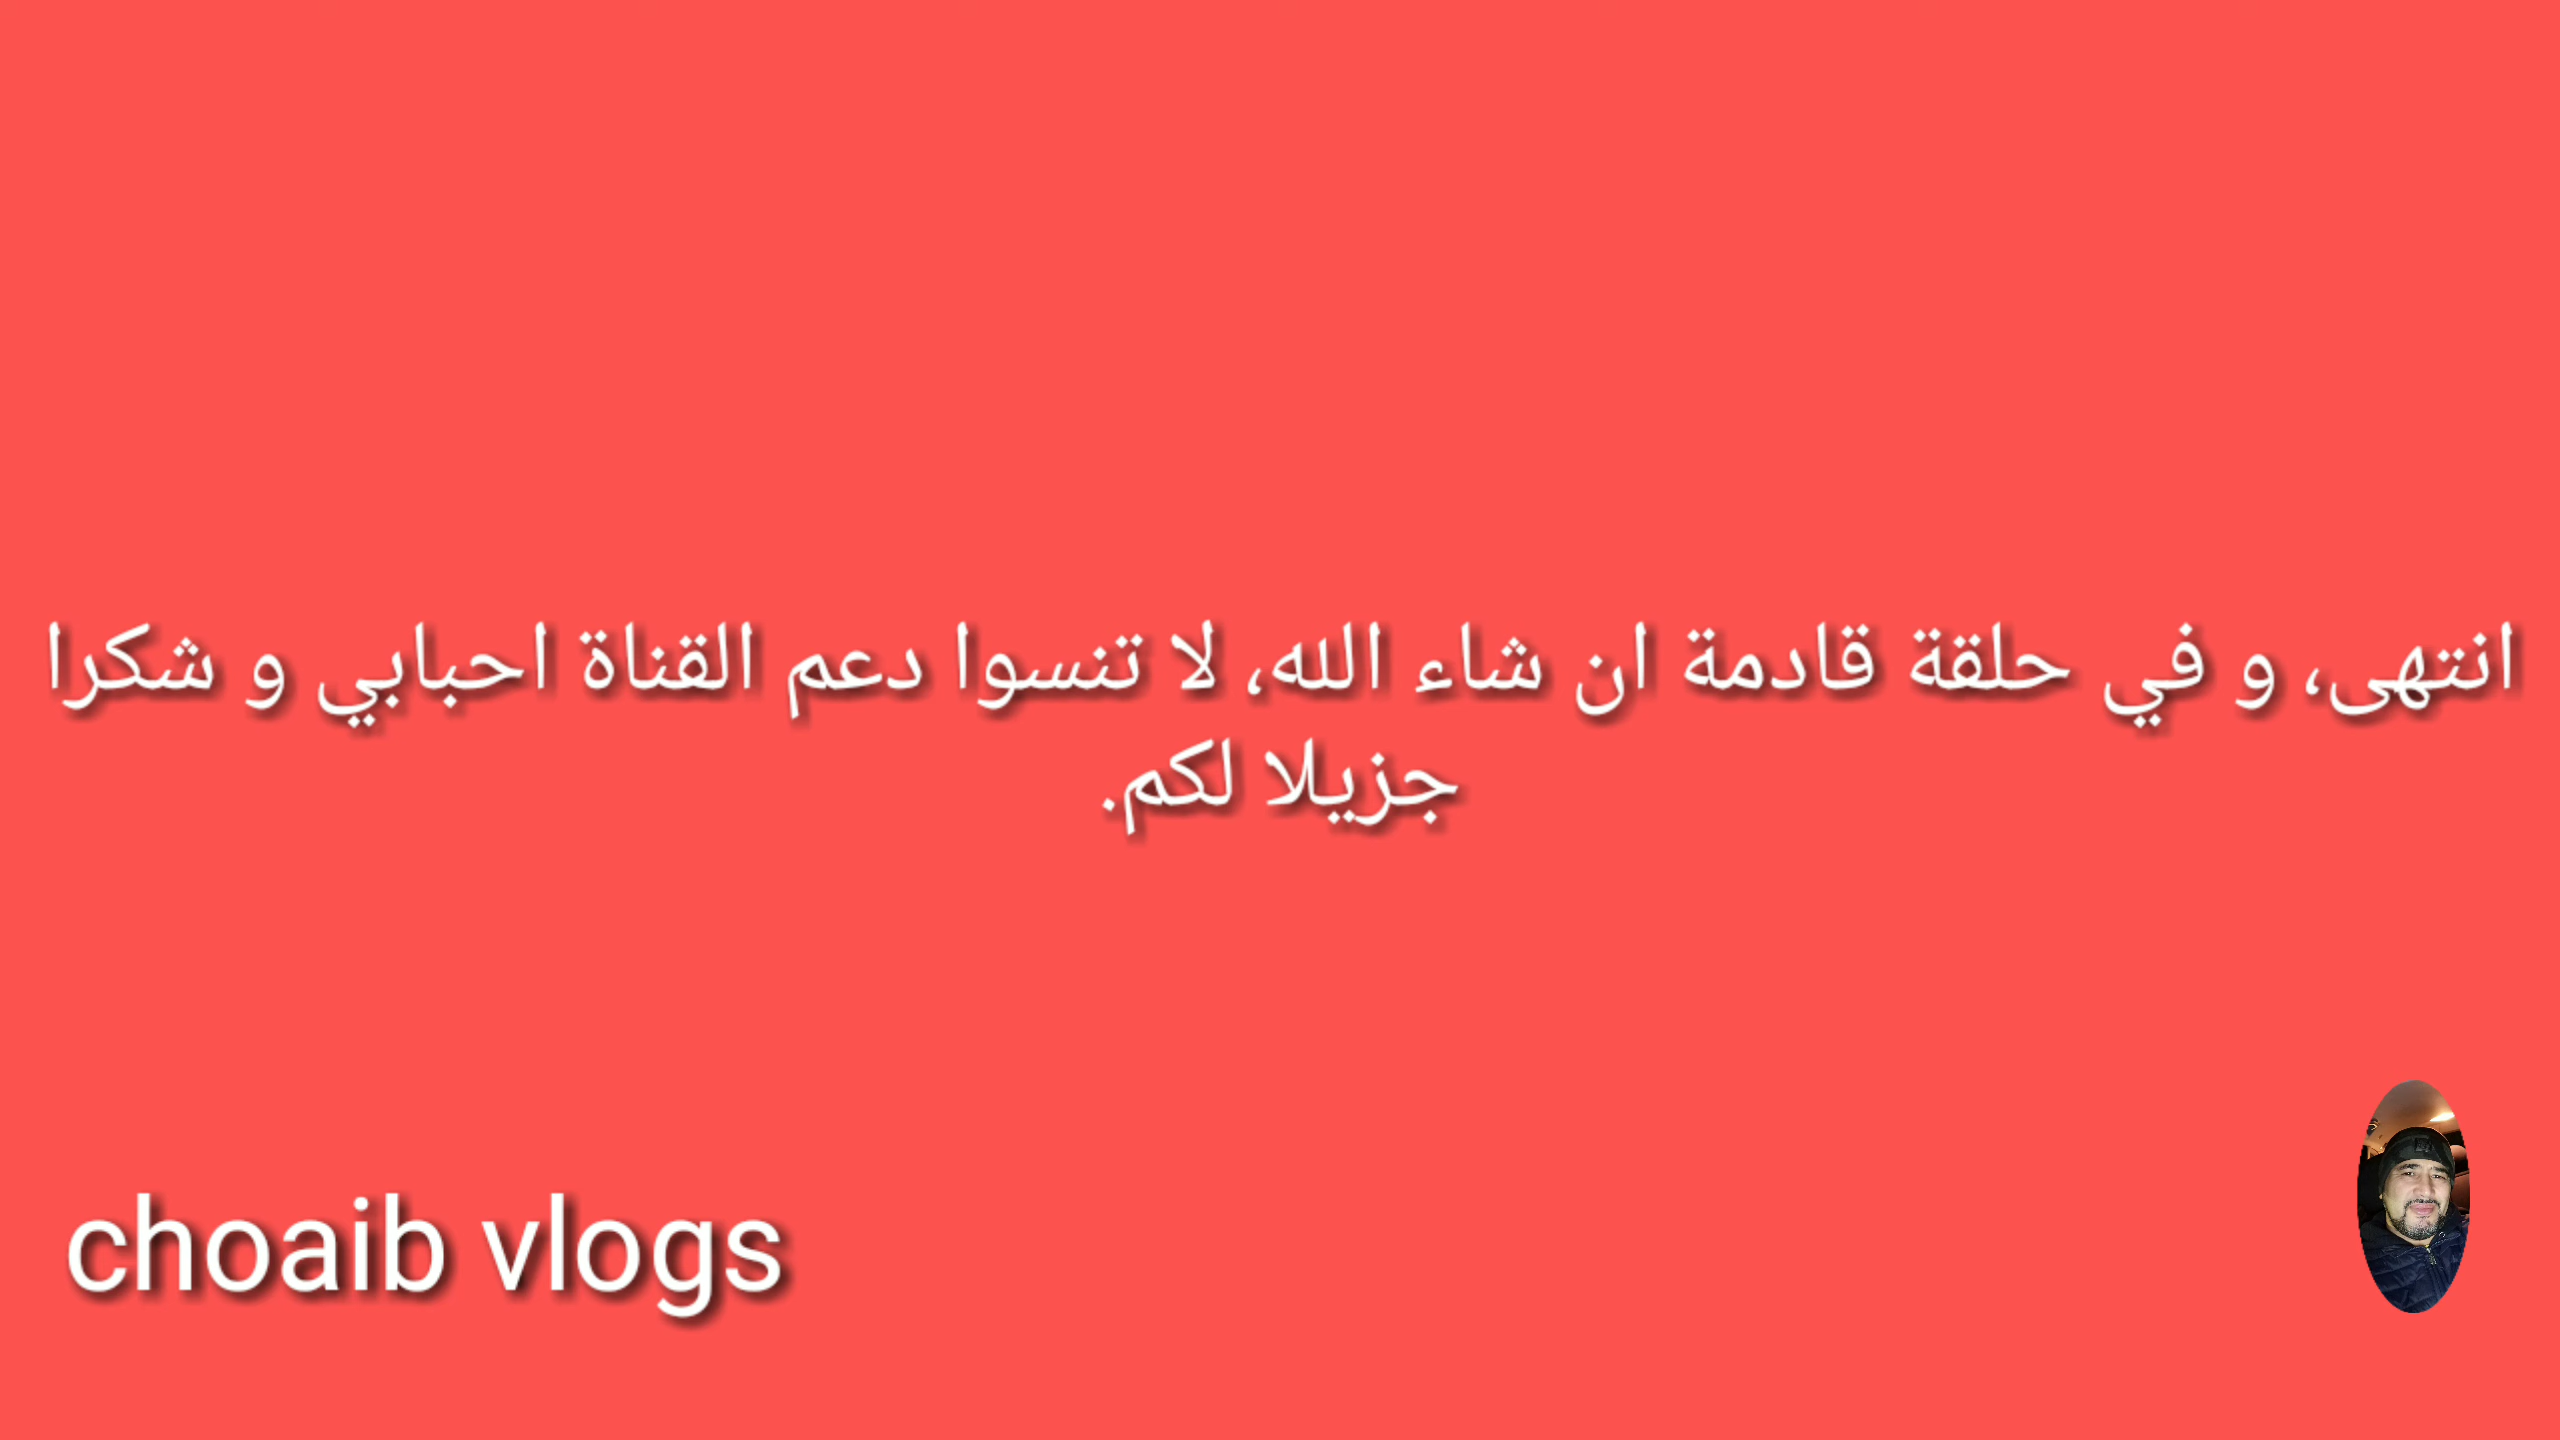 انتهى، و في حلقة قادمة ان شاء الله، لا تنسوا دعم القناة احبابي و شكرا
جزيلا لكم.
choaib vlogs